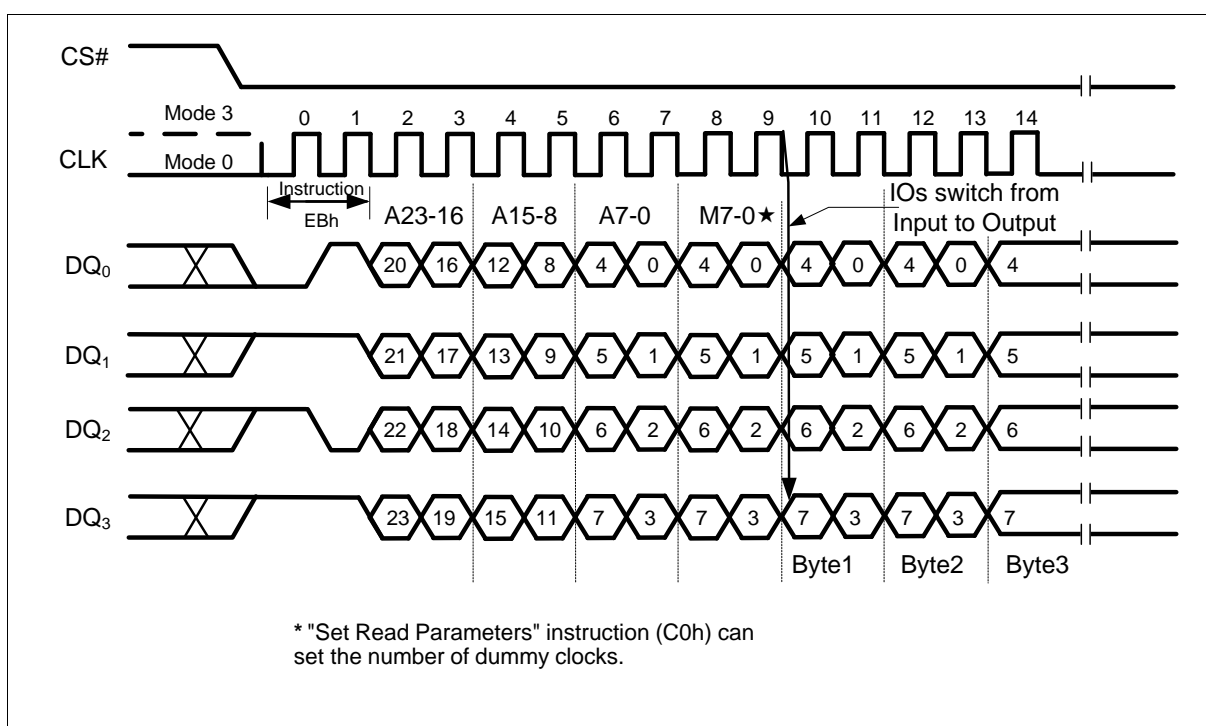 CS#
Mode 3
0 1 2 3 4 5 6 7 8 9 10 11 12 13 14
CLK
Mode 0
Instruction
EBh
A23-16 A15-8 A7-0 M7-0★
IOs switch from
Input to Output
DQ0 20 16 12 8 4 0 4 0 4 0 4 0 4
DQ1 21 17 13 9 5 1 5 1 5 1 5 1 5
DQ2 22 18 14 10 6 2 6 2 6 2 6 2 6
DQ3 23 19 15 11 7 3 7 3 7 3 7 3 7
Byte1 Byte2 Byte3
* "Set Read Parameters" instruction (C0h) can
set the number of dummy clocks.